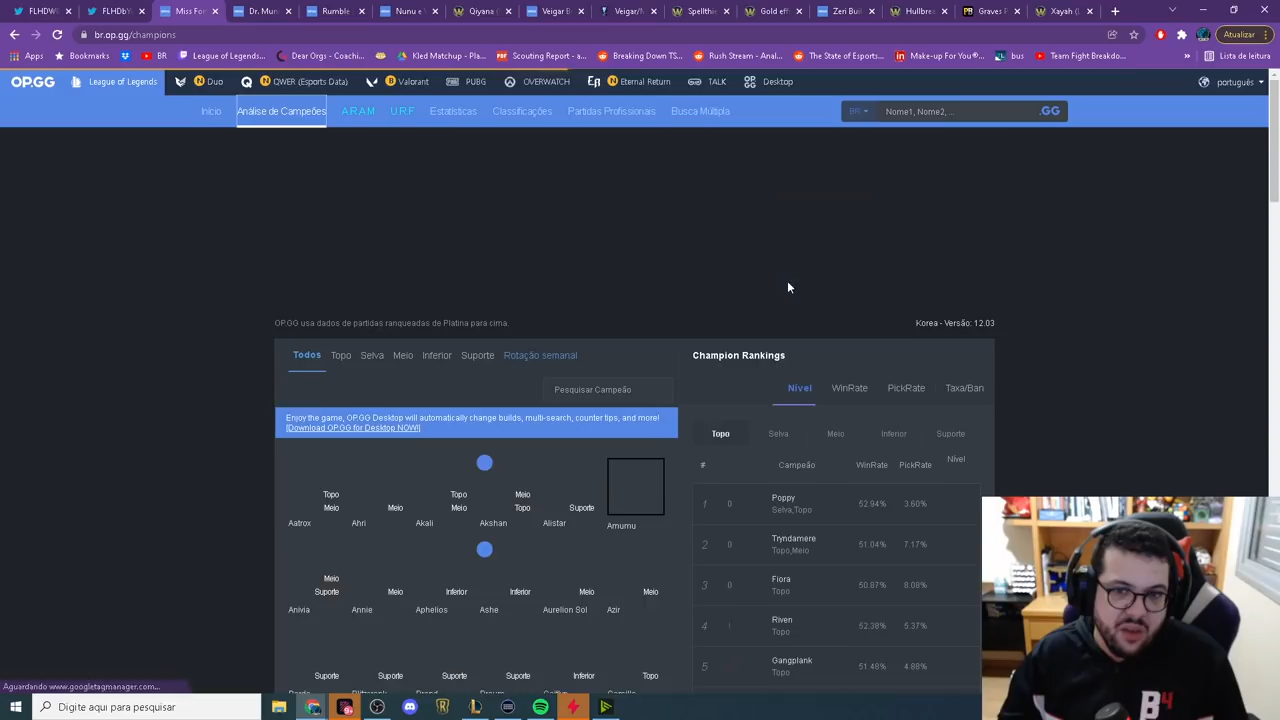 FLHDW
FLHDb
Miss Fo
Dr. Mun
Rumble
Nunu e
Qiyana (
Veigar B
Veigar/M
Spellthi
Gold eff
Zeri Buil
Hullbrea
Graves P
Xayah (
br.op.gg/champions
Atualizar
Apps
Bookmarks
BR
League of Legends...
Dear Orgs - Coachi...
Kled Matchup - Pla...
Scouting Report - a...
Breaking Down TS...
Rush Stream - Anal...
The State of Esports...
Make-up For You®...
bus
Team Fight Breakdo...
»
Lista de leitura
OP.GG
League of Legends
Duo
QWER (Esports Data)
Valorant
PUBG
OVERWATCH
Eternal Return
TALK
Desktop
português
Início
Análise de Campeões
ARAM
URF
Estatísticas
Classificações
Partidas Profissionais
Busca Múltipla
BR
Nome1, Nome2, ...
.GG
OP.GG usa dados de partidas ranqueadas de Platina para cima.
Korea - Versão: 12.03
Todos
Topo
Selva
Meio
Inferior
Suporte
Rotação semanal
Champion Rankings
Pesquisar Campeão
Nível
WinRate
PickRate
Taxa/Ban
Enjoy the game, OP.GG Desktop will automatically change builds, multi-search, counter tips, and more!
[Download OP.GG for Desktop NOW!]
Topo
Selva
Meio
Inferior
Suporte
# Campeão WinRate PickRate Nível
Topo Topo Meio
Meio Meio Meio Topo Suporte
Aatrox Ahri Akali Akshan Alistar Amumu
1 0 Poppy 52.94% 3.60%
Selva,Topo
2 0 Tryndamere 51.04% 7.17%
Topo,Meio
3 0 Fiora 50.87% 8.08%
Topo
4 1 Riven 52.38% 5.37%
Topo
5 Gangplank 51.48% 4.88%
Topo
Meio
Suporte Meio Inferior Inferior Meio Meio
Anivia Annie Aphelios Ashe Aurelion Sol Azir
Suporte Suporte Suporte Suporte Inferior Topo
Aguardando www.googletagmanager.com...
Digite aqui para pesquisar
B4